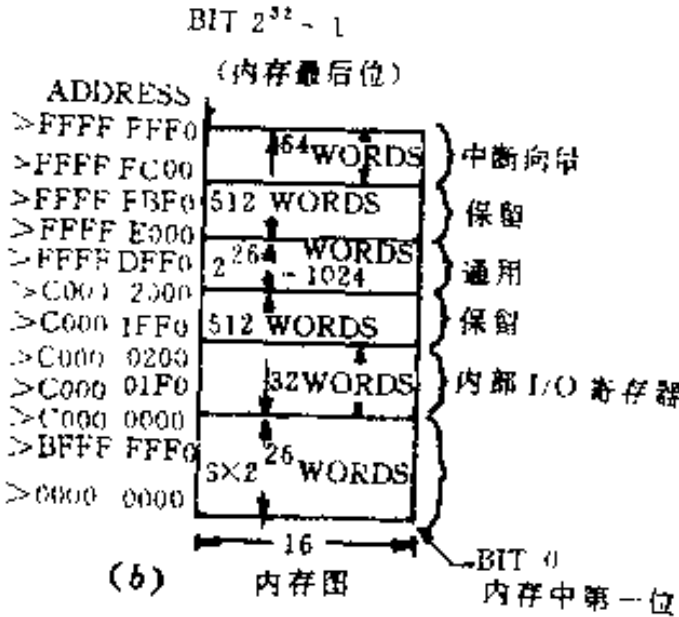 BIT 2³² - 1
(内存最后位)
ADDRESS
>FFFF FFF0
64 WORDS
中断向量
>FFFF FC00
>FFFF FBF0
512 WORDS
保留
>FFFF E000
>FFFF DFF0
2²⁶ - 1024 WORDS
通用
>C000 2000
>C000 1FF0
512 WORDS
保留
>C000 0200
>C000 01F0
32 WORDS
内部 I/O 寄存器
>C000 0000
>BFFF FFF0
3×2²⁶ WORDS
>0000 0000
16
BIT 0
(b)
内存图
内存中第一位